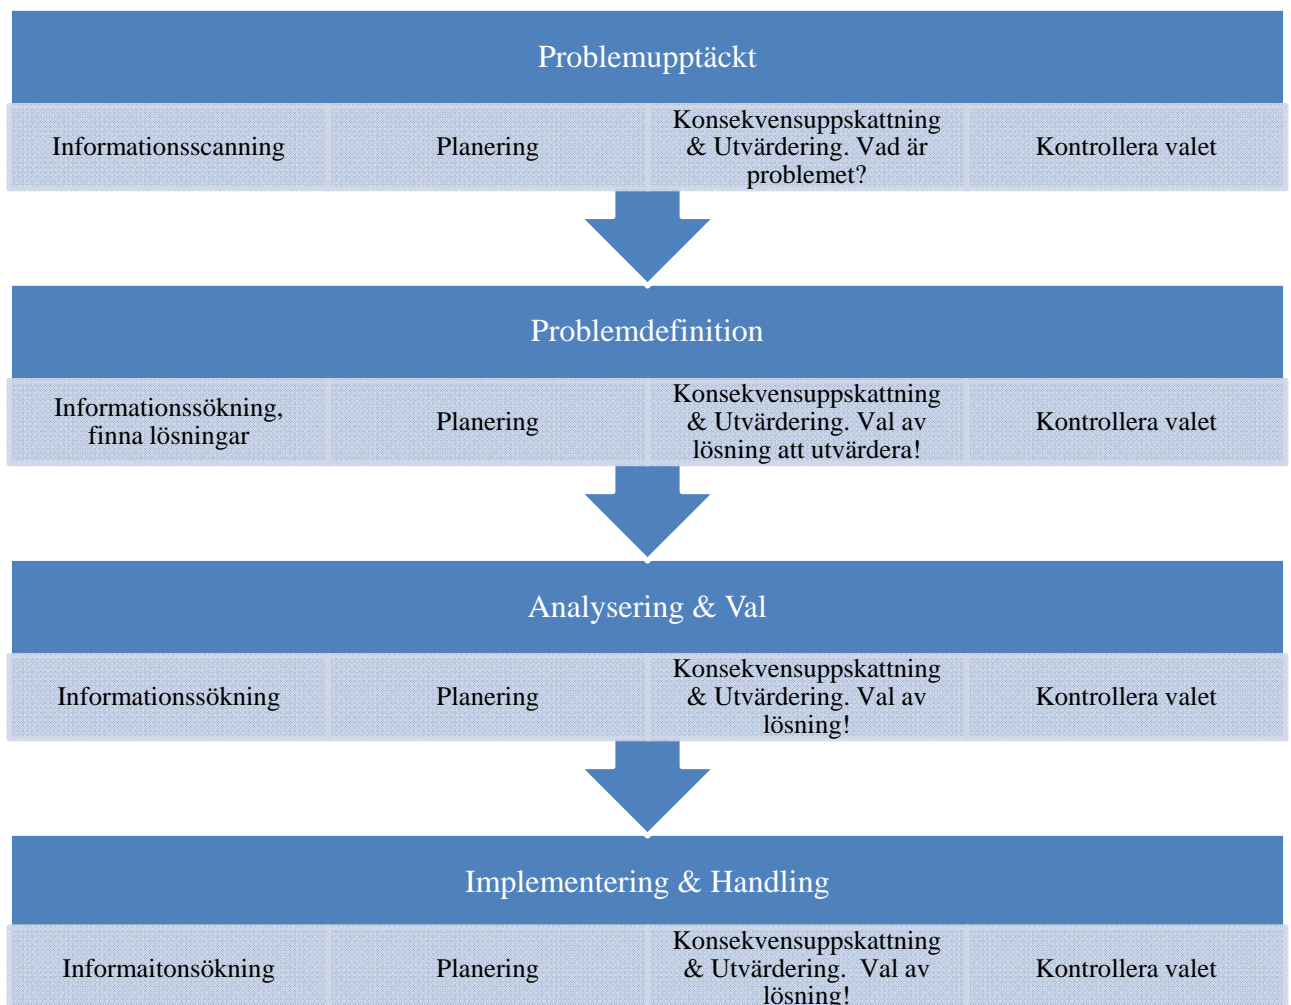 Problemupptäckt
Informationsscanning
Planering
Konsekvensuppskattning
& Utvärdering. Vad är
problemet?
Kontrollera valet
Problemdefinition
Informationssökning,
finna lösningar
Planering
Konsekvensuppskattning
& Utvärdering. Val av
lösning att utvärdera!
Kontrollera valet
Analysering & Val
Informationssökning
Planering
Konsekvensuppskattning
& Utvärdering. Val av
lösning!
Kontrollera valet
Implementering & Handling
Informaitonsökning
Planering
Konsekvensuppskattning
& Utvärdering.  Val av
lösning!
Kontrollera valet